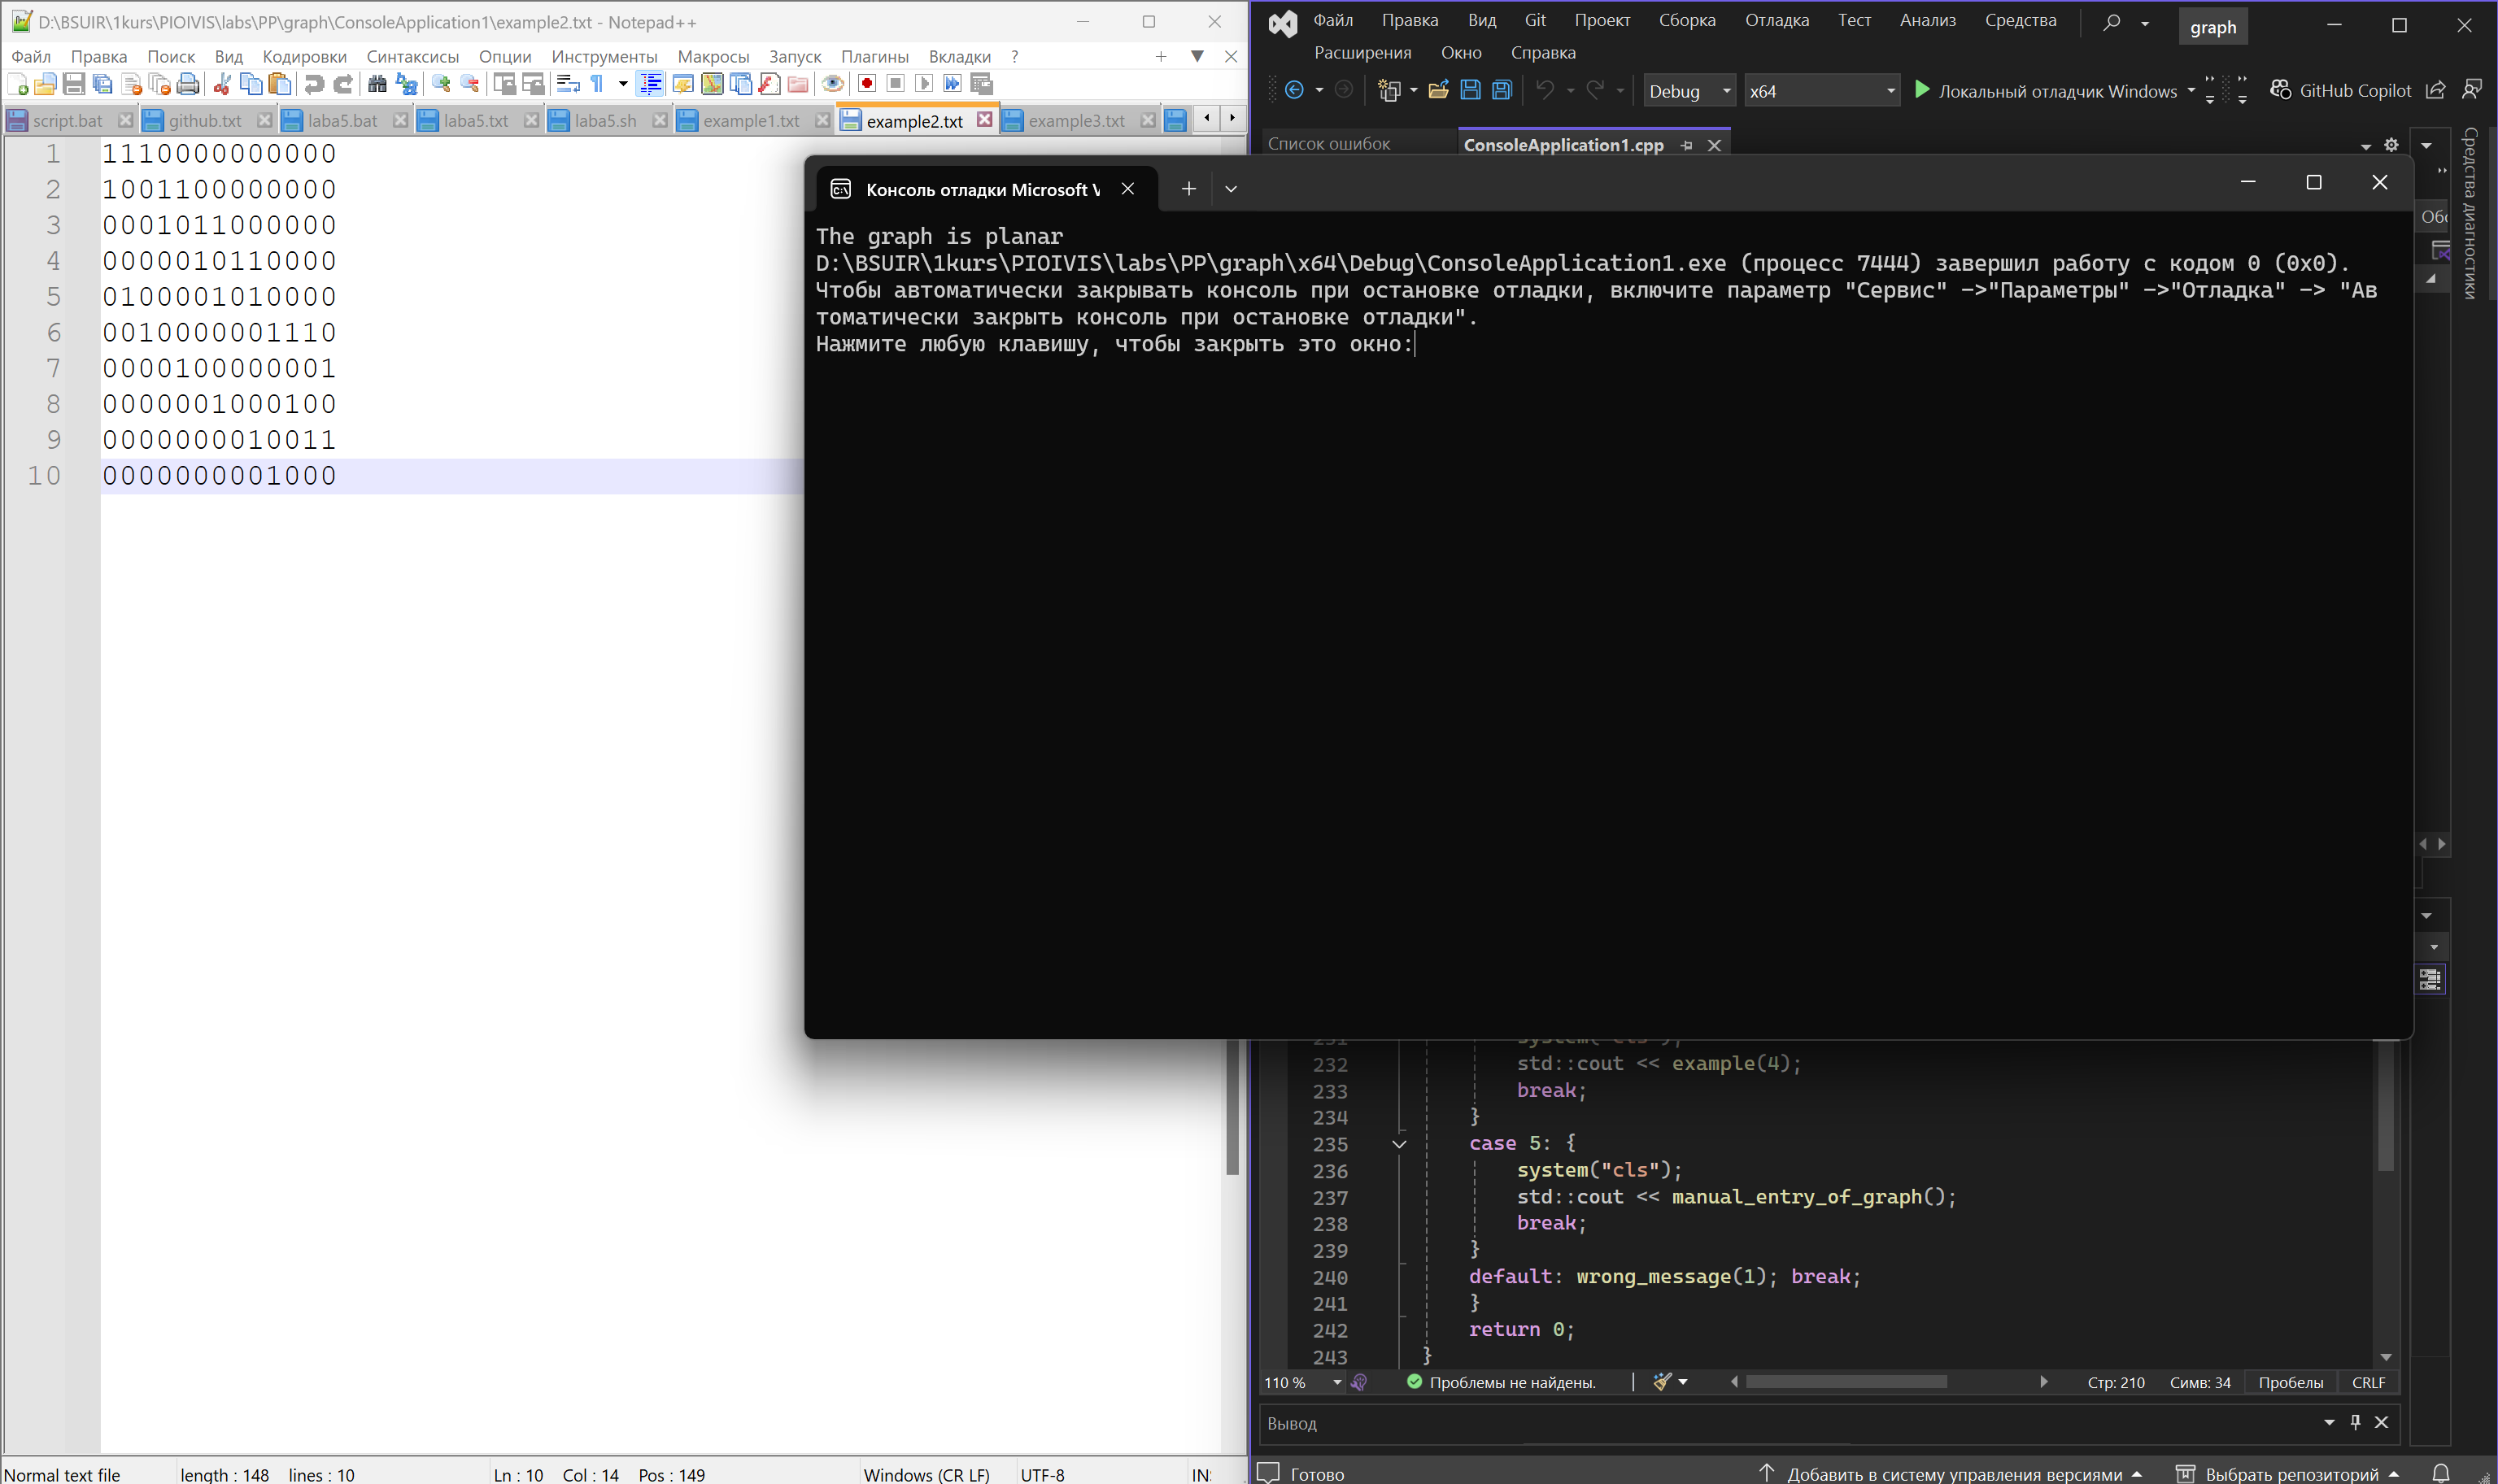 D:\BSUIR\1kurs\PIOIVIS\labs\PP\graph\ConsoleApplication1\example2.txt - Notepad++
Файл Правка Поиск Вид Кодировки Синтаксисы Опции Инструменты Макросы Запуск Плагины Вкладки ?
script.bat github.txt laba5.bat laba5.txt laba5.sh example1.txt example2.txt example3.txt
1 1110000000000
2 1001100000000
3 0001011000000
4 0000010110000
5 0100001010000
6 0010000001110
7 0000100000001
8 0000001000100
9 0000000010011
10 0000000001000
Normal text file length : 148 lines : 10 Ln : 10 Col : 14 Pos : 149 Windows (CR LF) UTF-8
Файл Правка Вид Git Проект Сборка Отладка Тест Анализ Средства graph
Расширения Окно Справка
Debug x64 Локальный отладчик Windows GitHub Copilot
Список ошибок ConsoleApplication1.cpp
Средства диагностики
Консоль отладки Microsoft V
The graph is planar
D:\BSUIR\1kurs\PIOIVIS\labs\PP\graph\x64\Debug\ConsoleApplication1.exe (процесс 7444) завершил работу с кодом 0 (0x0).
Чтобы автоматически закрывать консоль при остановке отладки, включите параметр "Сервис" ->"Параметры" ->"Отладка" -> "Ав
томатически закрыть консоль при остановке отладки".
Нажмите любую клавишу, чтобы закрыть это окно:
232 std::cout << example(4);
233 break;
234 }
235 case 5: {
236 system("cls");
237 std::cout << manual_entry_of_graph();
238 break;
239 }
240 default: wrong_message(1); break;
241 }
242 return 0;
243 }
110 % Проблемы не найдены. Стр: 210 Симв: 34 Пробелы CRLF
Вывод
Готово Добавить в систему управления версиями Выбрать репозиторий